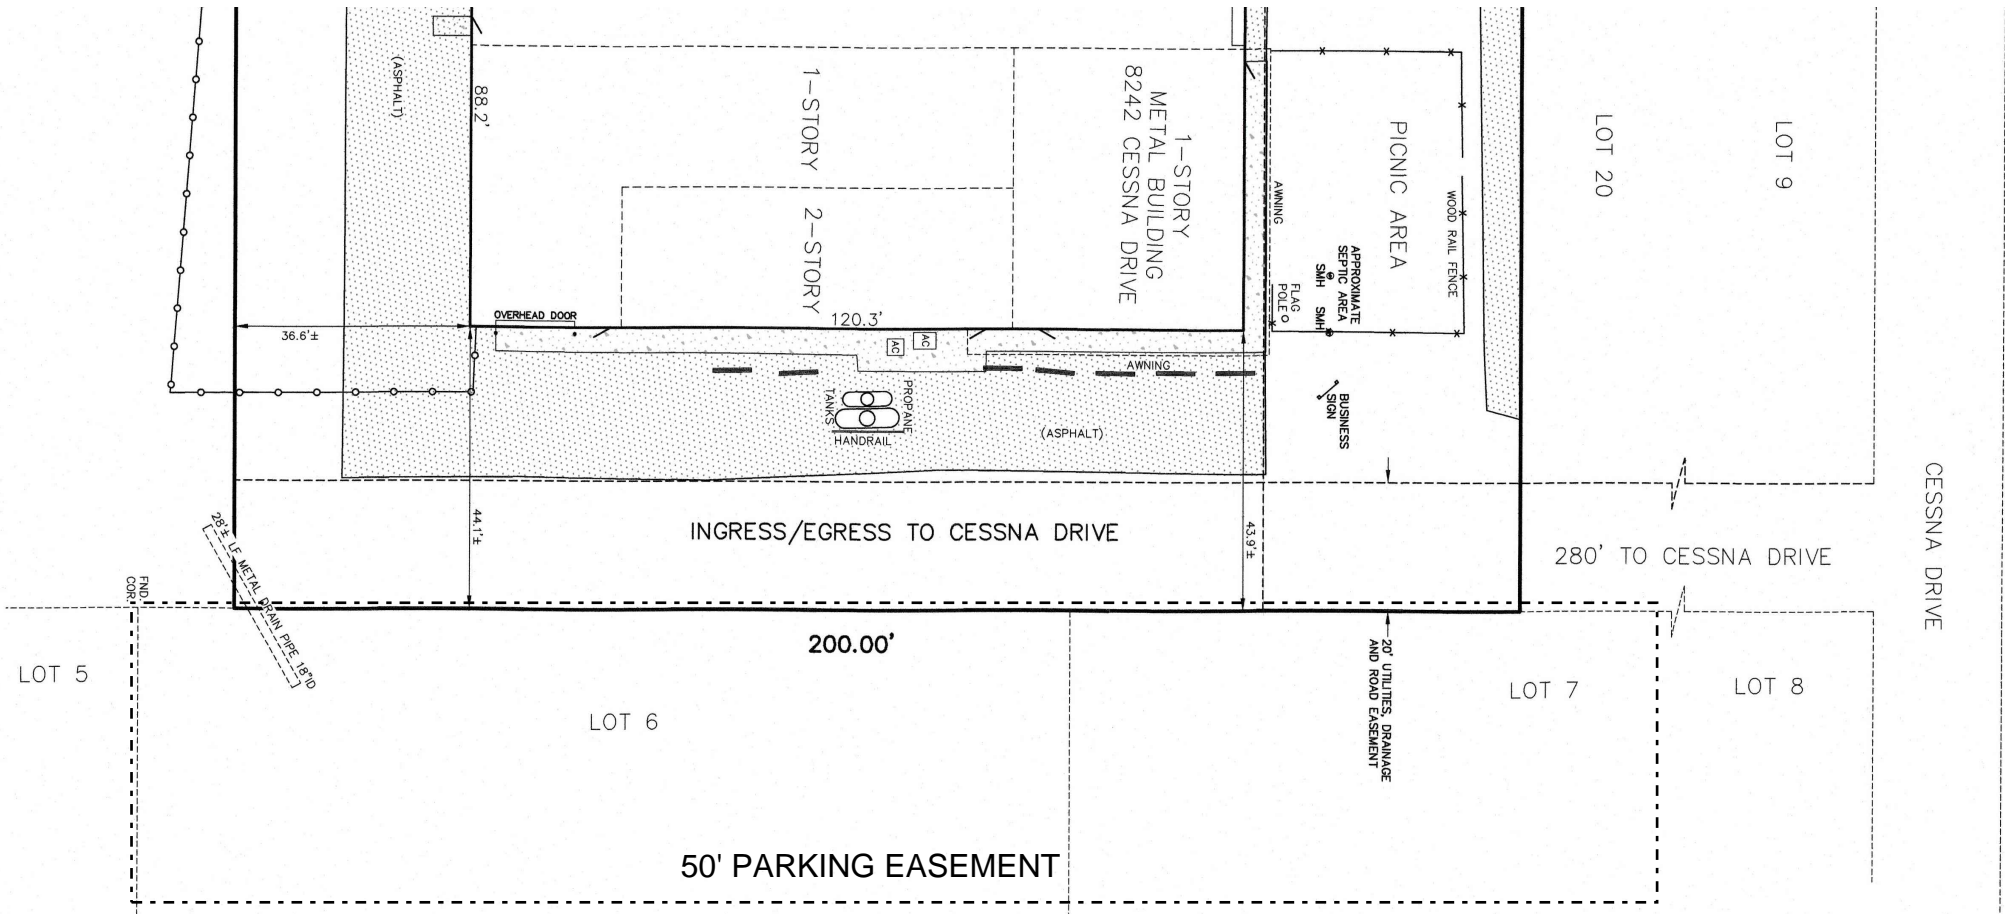 (ASPHALT)
88.2'
1-STORY
2-STORY
1-STORY
METAL BUILDING
8242 CESSNA DRIVE
AWNING
PICNIC AREA
WOOD RAIL FENCE
APPROXIMATE
SEPTIC AREA
SMH SMH
FLAG
POLE
LOT 20
LOT 9
36.6'±
OVERHEAD DOOR
120.3'
AC
AC
AWNING
PROPANE
TANKS
HANDRAIL
(ASPHALT)
BUSINESS
SIGN
CESSNA DRIVE
44.1'±
INGRESS/EGRESS TO CESSNA DRIVE
43.9'±
280' TO CESSNA DRIVE
28'± LF METAL DRAIN PIPE 18"ID
FND.
COR.
200.00'
20' UTILITIES, DRAINAGE
AND ROAD EASEMENT
LOT 5
LOT 6
LOT 7
LOT 8
50' PARKING EASEMENT